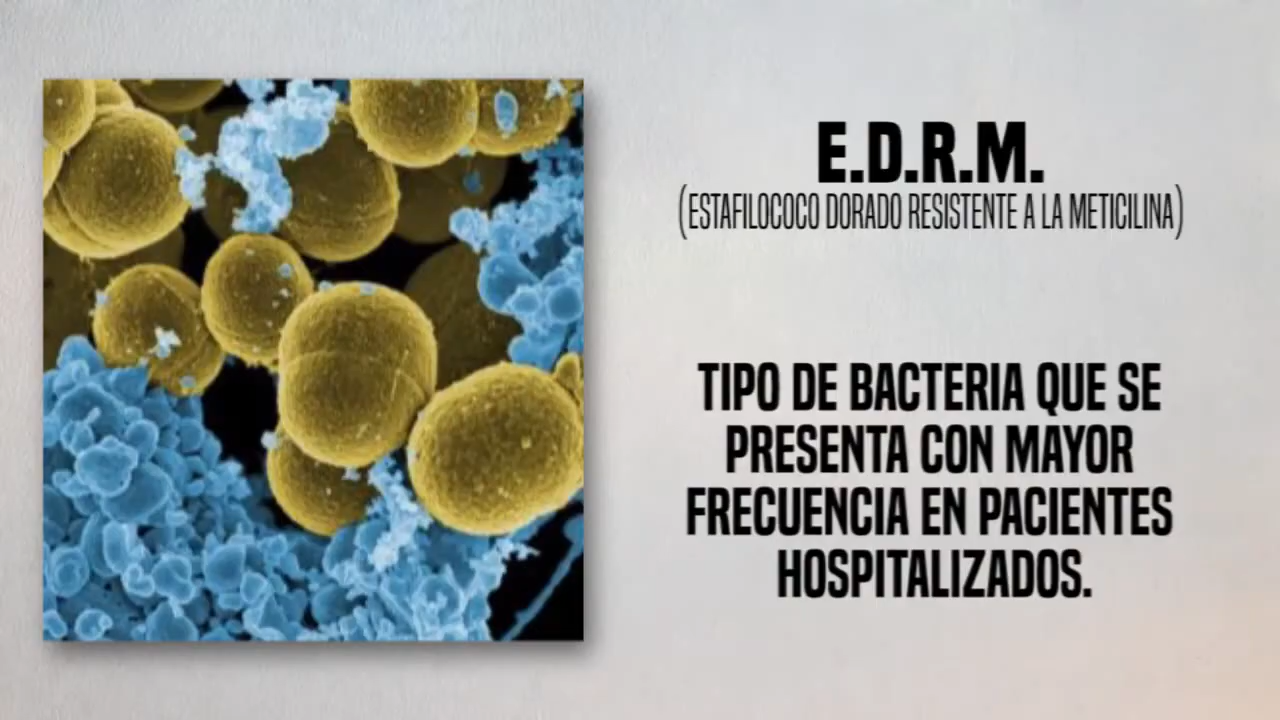 E.D.R.M.
(ESTAFILOCOCO DORADO RESISTENTE A LA METICILINA)
TIPO DE BACTERIA QUE SE
PRESENTA CON MAYOR
FRECUENCIA EN PACIENTES
HOSPITALIZADOS.